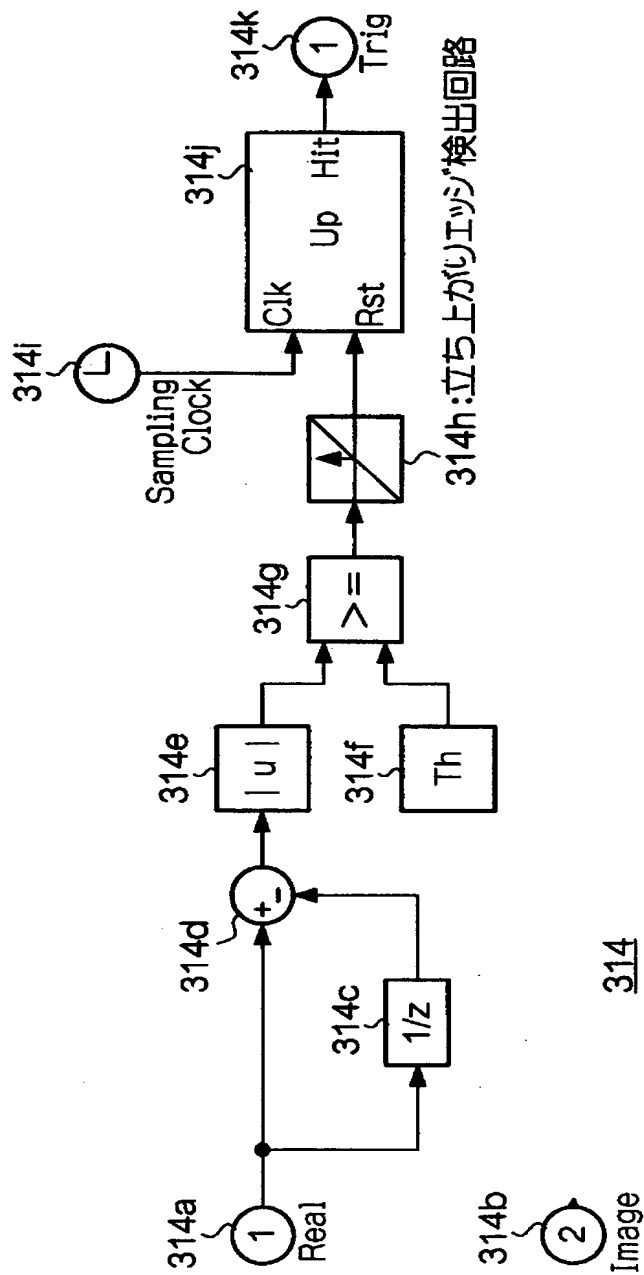 314a
1
Real
314b
2
Image
314c
1/z
314d
+
-
314e
|u|
314f
Th
314g
>=
314h:立ち上がりエッジ検出回路
314i
Sampling
Clock
314j
Clk
Up
Hit
Rst
314k
1
Trig
314